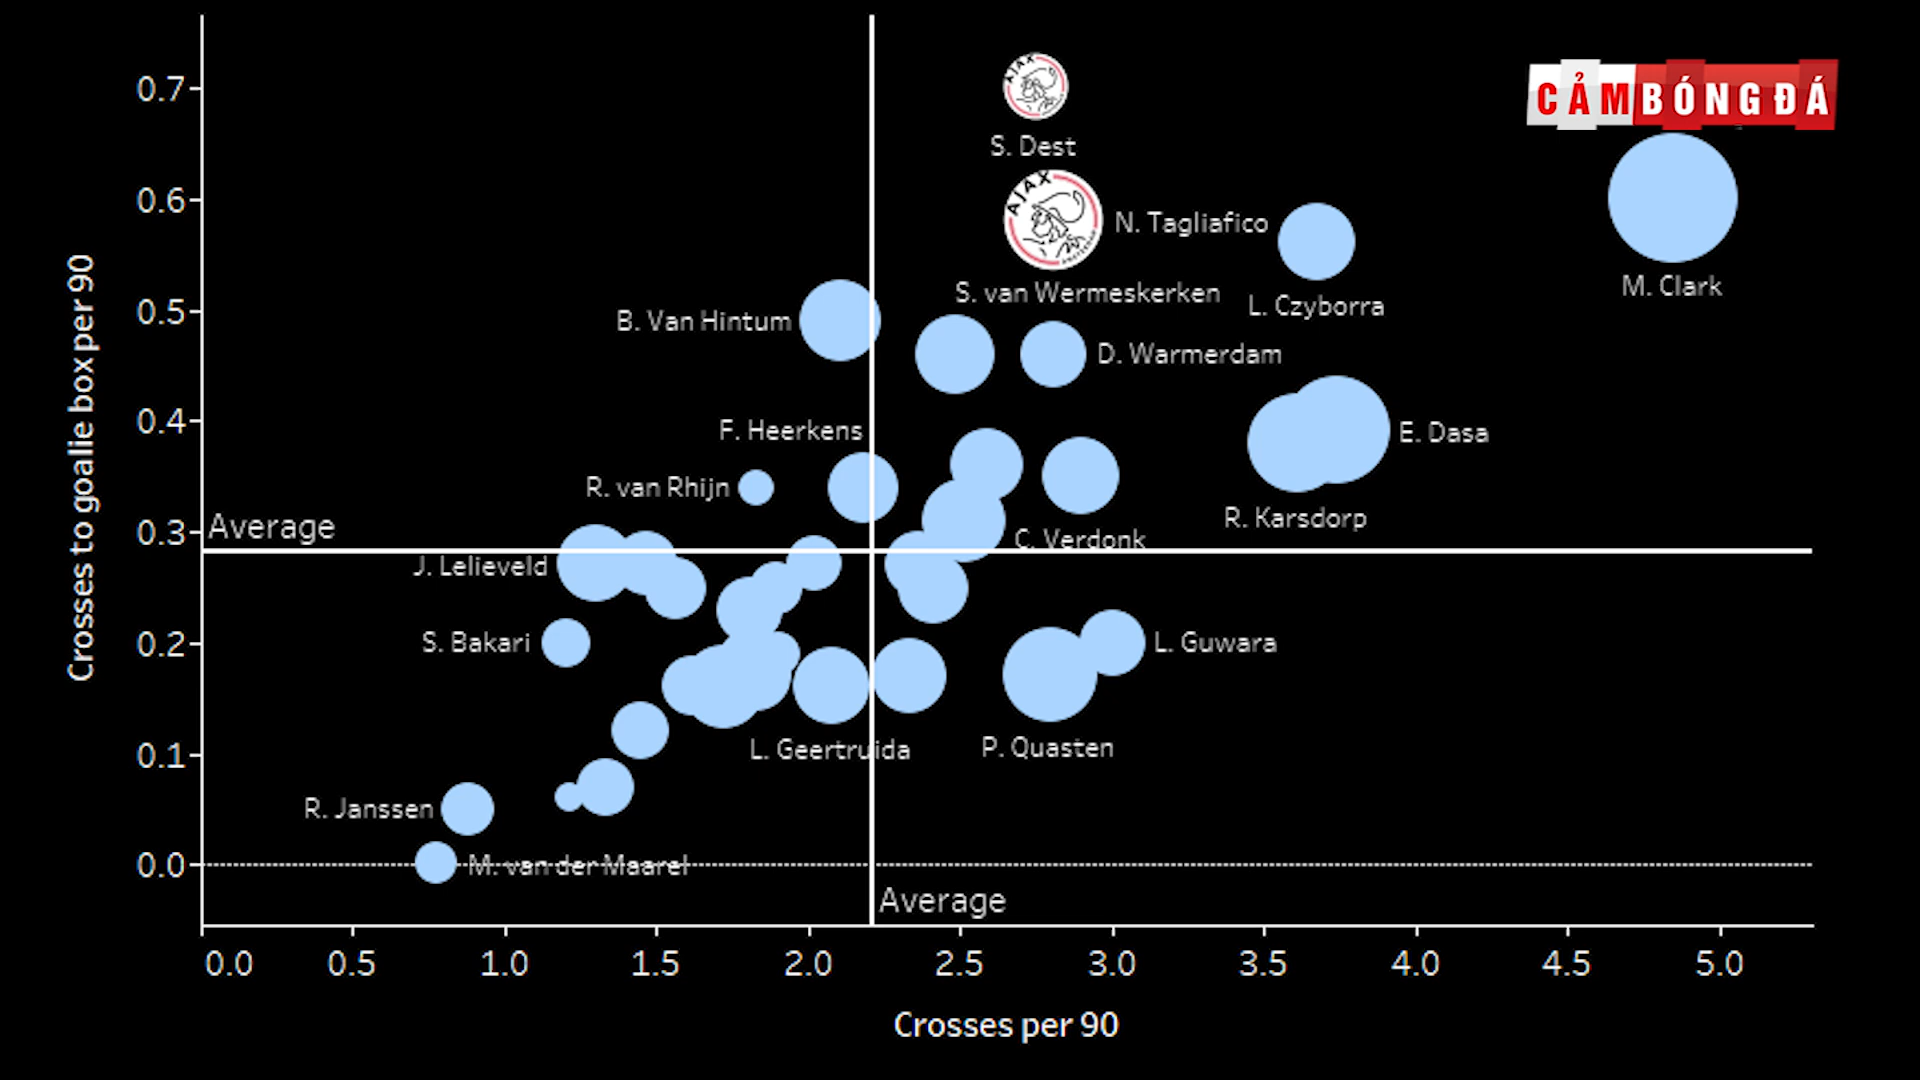 0.7
AJAX
S. Dest
CẢMBÓNGĐÁ
0.6
AJAX
N. Tagliafico
M. Clark
S. van Wermeskerken
L. Czyborra
0.5
B. Van Hintum
D. Warmerdam
0.4
F. Heerkens
E. Dasa
R. van Rhijn
R. Karsdorp
0.3
Average
C. Verdonk
J. Lelieveld
Crosses to goalie box per 90
0.2
S. Bakari
L. Guwara
0.1
L. Geertruida
P. Quasten
R. Janssen
0.0
M. van der Maarel
Average
0.0 0.5 1.0 1.5 2.0 2.5 3.0 3.5 4.0 4.5 5.0
Crosses per 90